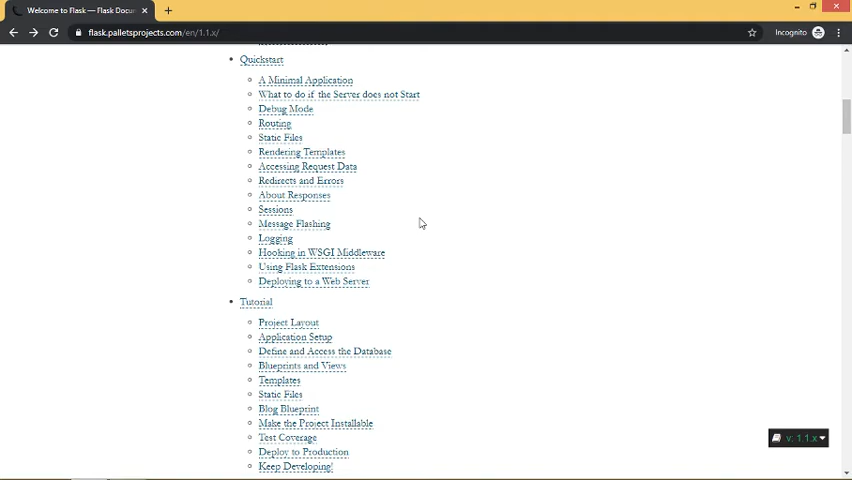 Welcome to Flask — Flask Docum
flask.palletsprojects.com/en/1.1.x/
Incognito
Quickstart
A Minimal Application
What to do if the Server does not Start
Debug Mode
Routing
Static Files
Rendering Templates
Accessing Request Data
Redirects and Errors
About Responses
Sessions
Message Flashing
Logging
Hooking in WSGI Middleware
Using Flask Extensions
Deploying to a Web Server
Tutorial
Project Layout
Application Setup
Define and Access the Database
Blueprints and Views
Templates
Static Files
Blog Blueprint
Make the Project Installable
Test Coverage
Deploy to Production
Keep Developing!
v: 1.1.x